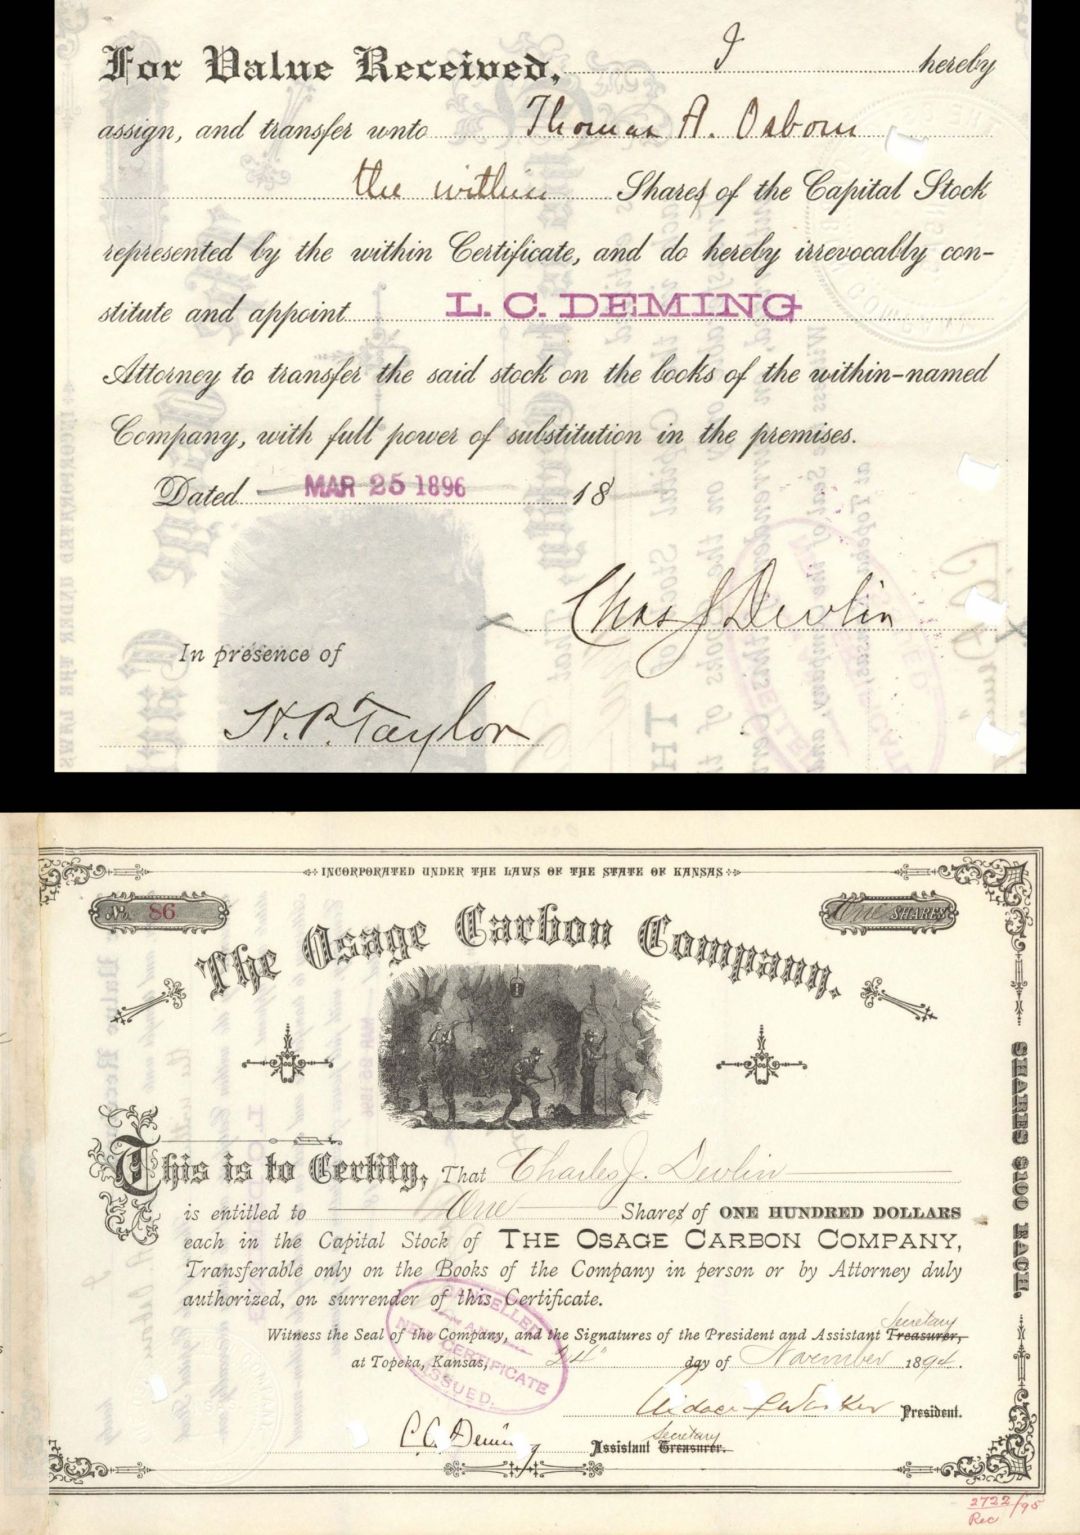 For Value Received, I hereby
assign, and transfer unto Thomas A. Osborn
the within Shares of the Capital Stock
represented by the within Certificate, and do hereby irrevocably con-
stitute and appoint L. C. DEMING
Attorney to transfer the said stock on the books of the within-named
Company, with full power of substitution in the premises.
Dated MAR 25 1896 18
Chas J Devlin
In presence of
H. P. Taylor
INCORPORATED UNDER THE LAWS OF THE STATE OF KANSAS
No. 86
One SHARES
The Osage Carbon Company.
SHARES $100 EACH.
This is to Certify, That Charles J. Devlin
is entitled to One Shares of ONE HUNDRED DOLLARS
each in the Capital Stock of THE OSAGE CARBON COMPANY,
Transferable only on the Books of the Company in person or by Attorney duly
authorized, on surrender of this Certificate.
CANCELLED
AND
NEW CERTIFICATE
ISSUED.
Secretary
Witness the Seal of the Company, and the Signatures of the President and Assistant Treasurer,
at Topeka, Kansas, 24" day of November 1894.
President.
Secretary
Deming Assistant Treasurer.
2722/95
Rec